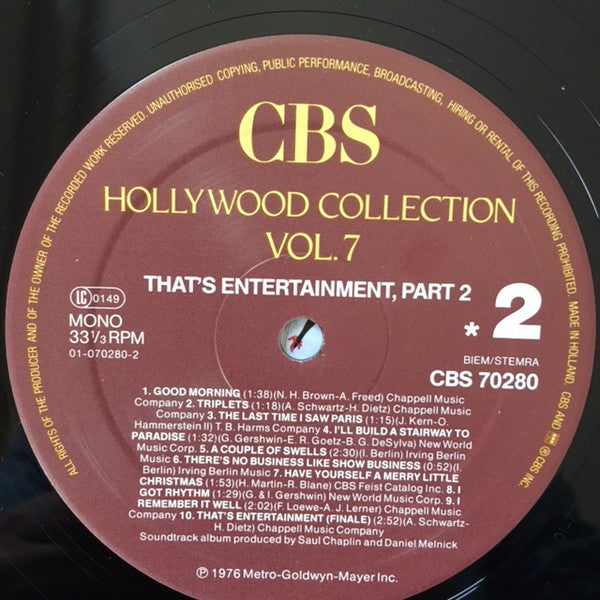 ALL RIGHTS OF THE PRODUCER AND OF THE OWNER OF THE RECORDED WORK RESERVED. UNAUTHORISED COPYING, PUBLIC PERFORMANCE, BROADCASTING, HIRING OR RENTAL OF THIS RECORDING PROHIBITED. MADE IN HOLLAND. CBS AND ℗ CBS INC.
CBS
HOLLYWOOD COLLECTION
VOL.7
THAT'S ENTERTAINMENT, PART 2
LC 0149
MONO
33⅓ RPM
01-070280-2
* 2
BIEM/STEMRA
CBS 70280
1. GOOD MORNING (1:38)(N. H. Brown-A. Freed) Chappell Music
Company 2. TRIPLETS (1:18)(A. Schwartz-H. Dietz) Chappell Music
Company 3. THE LAST TIME I SAW PARIS (1:15)(J. Kern-O.
Hammerstein II) T. B. Harms Company 4. I'LL BUILD A STAIRWAY TO
PARADISE (1:32)(G. Gershwin-E. R. Goetz-B. G. DeSylva) New World
Music Corp. 5. A COUPLE OF SWELLS (2:30)(I. Berlin) Irving Berlin
Music 6. THERE'S NO BUSINESS LIKE SHOW BUSINESS (0:52)(I.
Berlin) Irving Berlin Music 7. HAVE YOURSELF A MERRY LITTLE
CHRISTMAS (1:53)(H. Martin-R. Blane) CBS Feist Catalog Inc. 8. I
GOT RHYTHM (1:29)(G. & I. Gershwin) New World Music Corp. 9. I
REMEMBER IT WELL (2:02)(F. Loewe-A. J. Lerner) Chappell Music
Company 10. THAT'S ENTERTAINMENT (FINALE) (2:52)(A. Schwartz-
H. Dietz) Chappell Music Company
Soundtrack album produced by Saul Chaplin and Daniel Melnick
℗ 1976 Metro-Goldwyn-Mayer Inc.